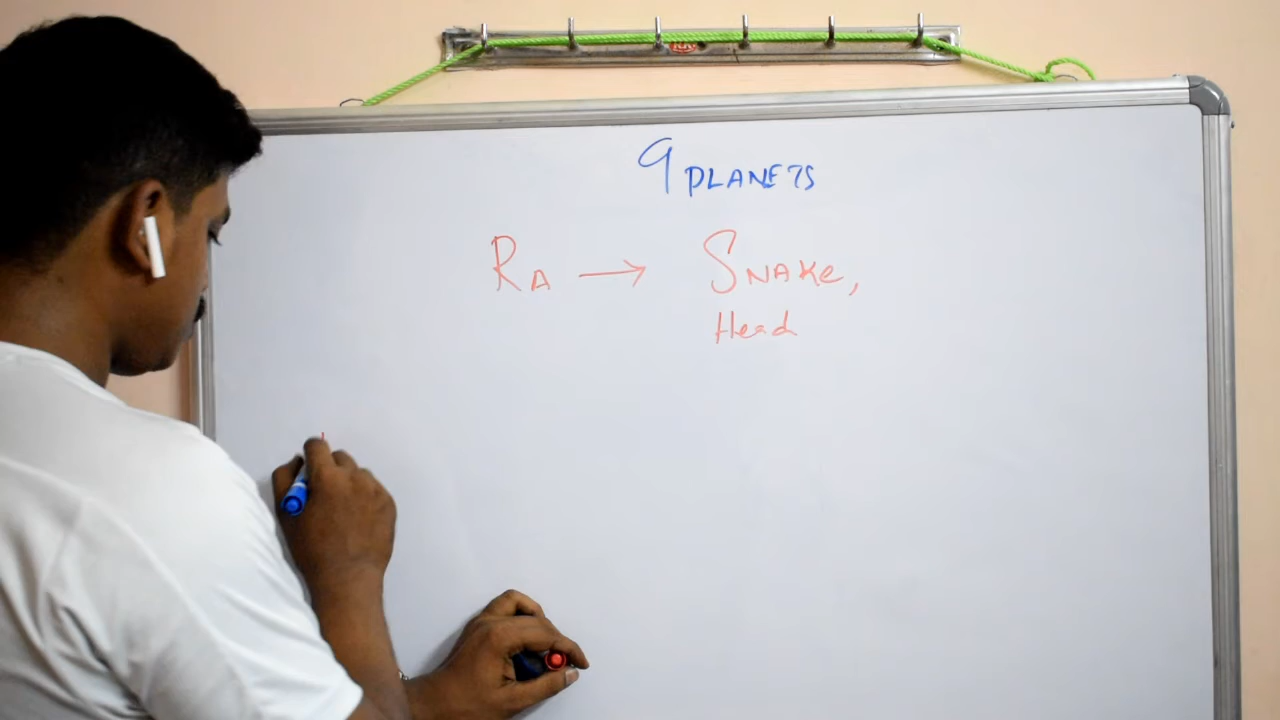 9 PLANETS
RA → SNAKe,
Head